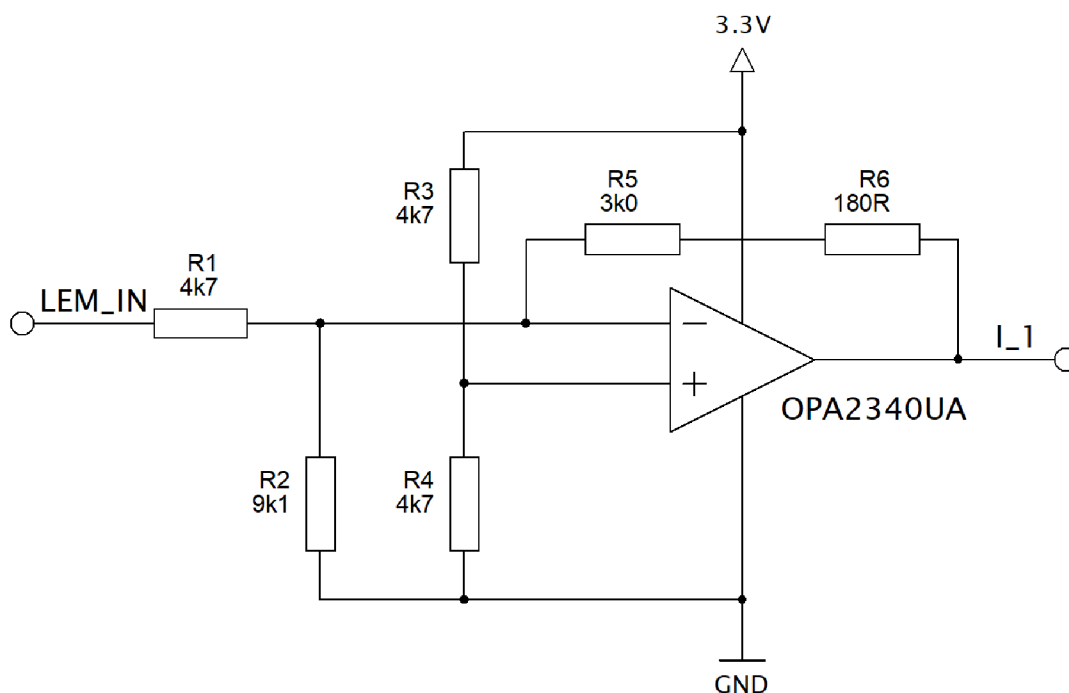 3.3V
R3
4k7
R5
3k0
R6
180R
R1
4k7
LEM_IN
−
+
I_1
OPA2340UA
R2
9k1
R4
4k7
GND